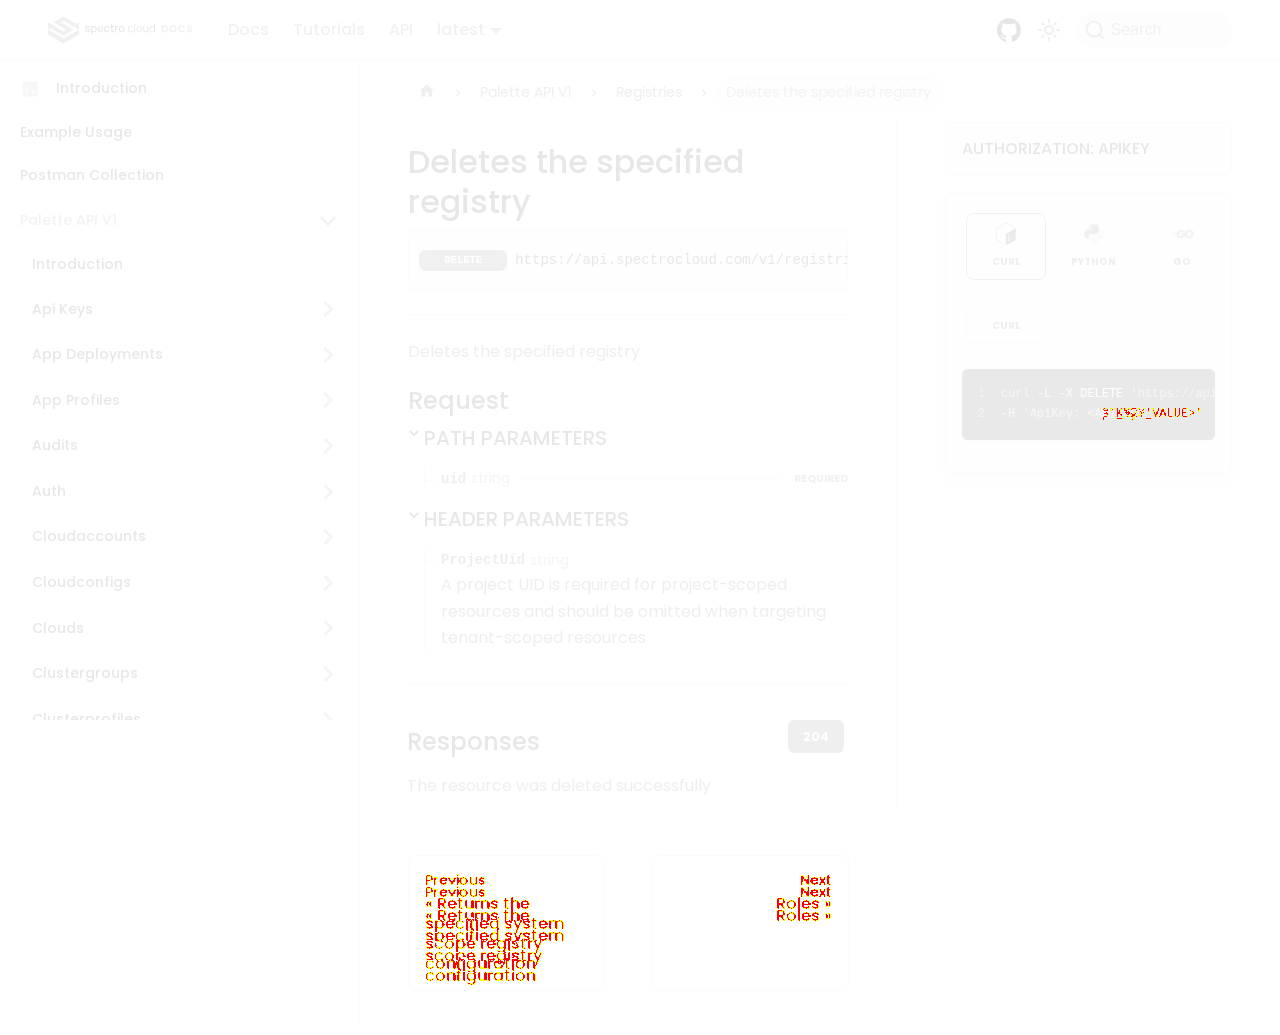 spectro cloud DOCS
Docs Tutorials API latest
Search
Introduction
Example Usage
Postman Collection
Palette API V1
Introduction
Api Keys
App Deployments
App Profiles
Audits
Auth
Cloudaccounts
Cloudconfigs
Clouds
Clustergroups
Clusterprofiles
Palette API V1 Registries Deletes the specified registry
Deletes the specified
registry
DELETE https://api.spectrocloud.com/v1/registri
Deletes the specified registry
Request
PATH PARAMETERS
uid string REQUIRED
HEADER PARAMETERS
ProjectUid string
A project UID is required for project-scoped
resources and should be omitted when targeting
tenant-scoped resources
Responses 204
The resource was deleted successfully
Previous
« Returns the
specified system
scope registry
configuration
Next
Roles »
AUTHORIZATION: APIKEY
CURL PYTHON GO
CURL
1 curl -L -X DELETE 'https://api
2 -H 'ApiKey: